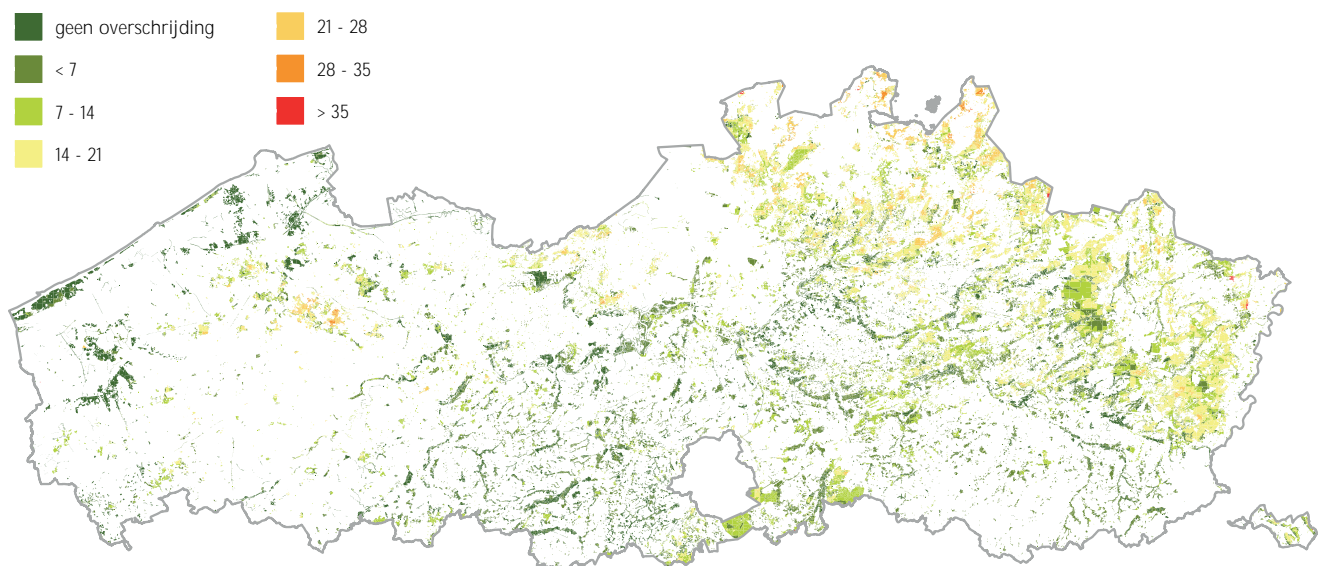 geen overschrijding
< 7
7 - 14
14 - 21
21 - 28
28 - 35
> 35